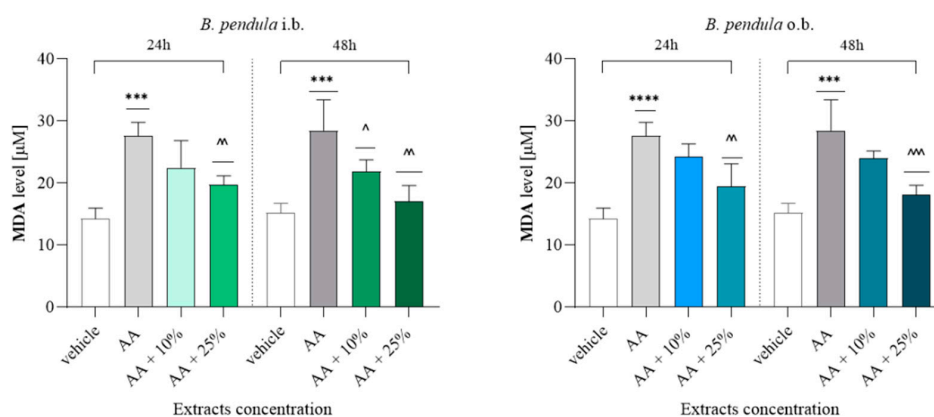 B. pendula i.b.
24h
48h
MDA level [µM]
40
30
20
10
0
***
^^
***
^
^^
vehicle
AA
AA + 10%
AA + 25%
vehicle
AA
AA + 10%
AA + 25%
Extracts concentration
B. pendula o.b.
24h
48h
MDA level [µM]
40
30
20
10
0
****
^^
***
^^^
vehicle
AA
AA + 10%
AA + 25%
vehicle
AA
AA + 10%
AA + 25%
Extracts concentration